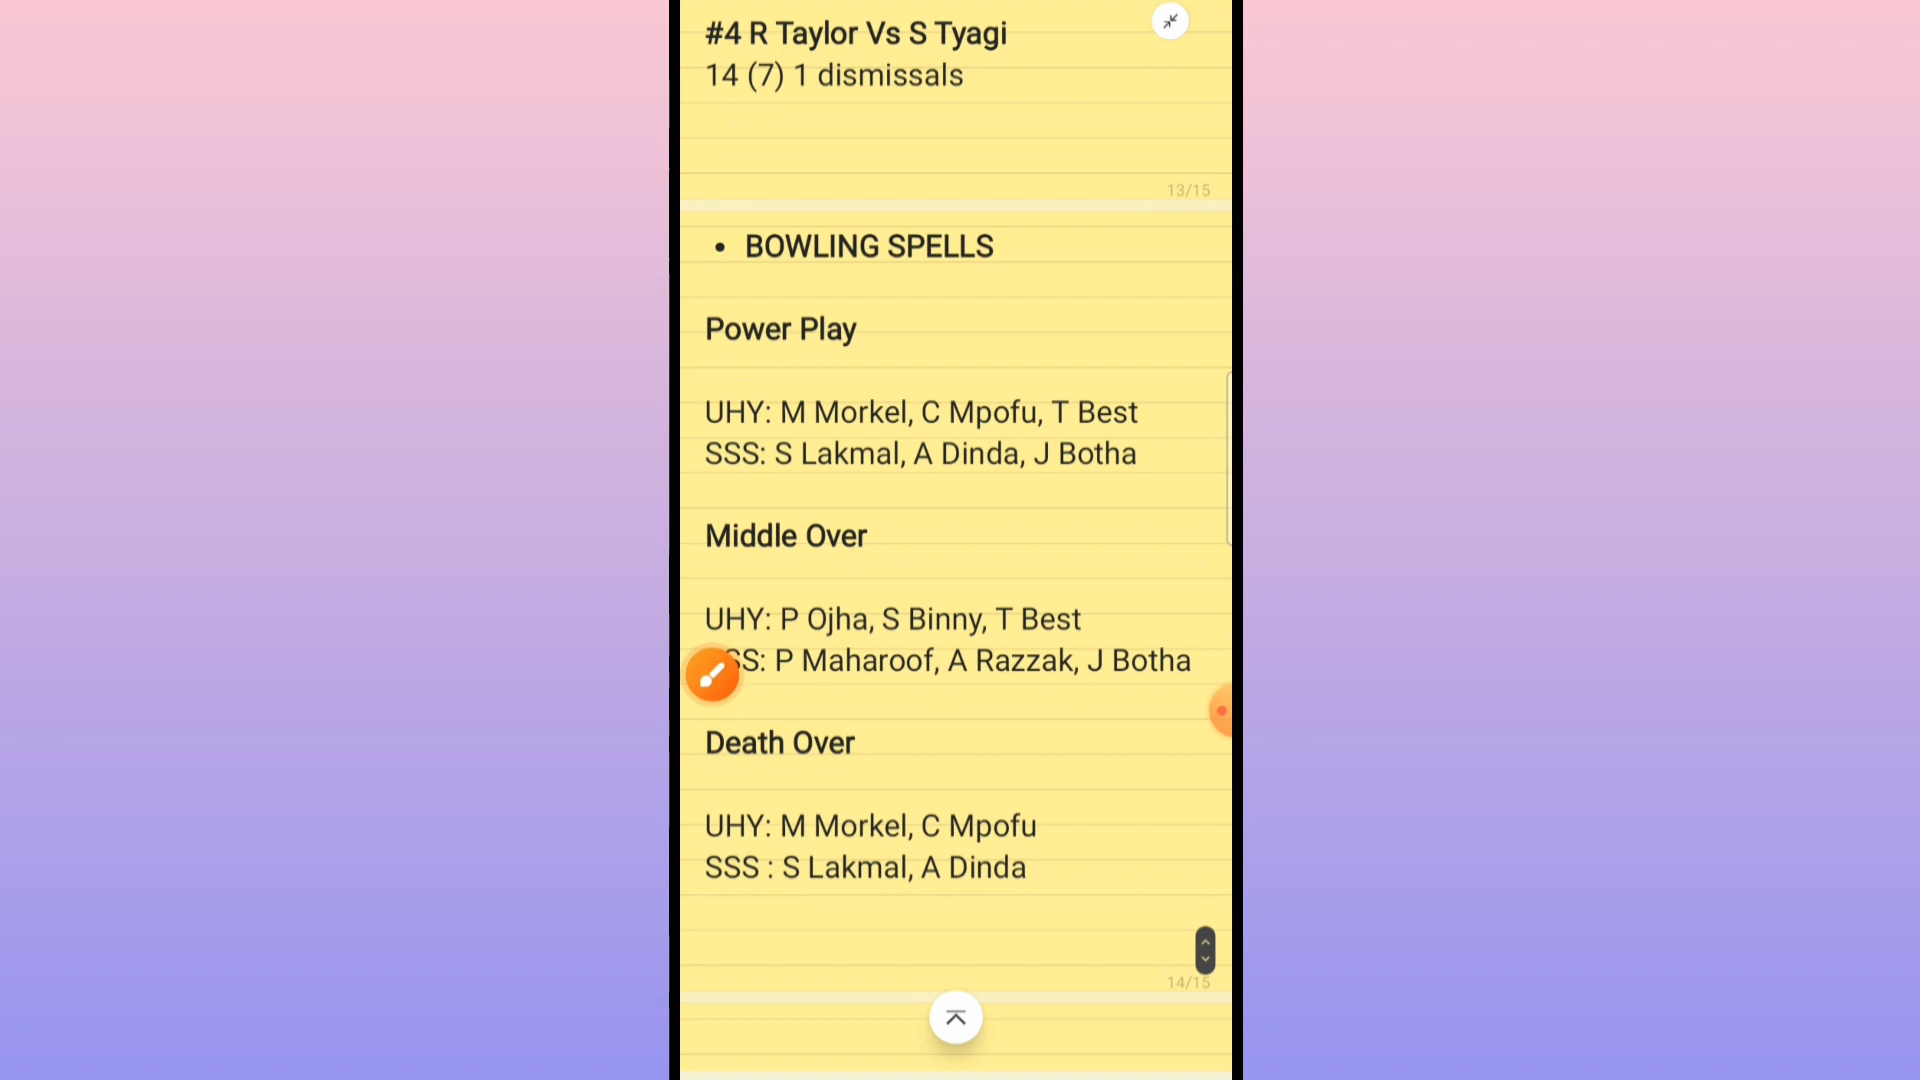 #4 R Taylor Vs S Tyagi
14 (7) 1 dismissals
13/15
• BOWLING SPELLS
Power Play
UHY: M Morkel, C Mpofu, T Best
SSS: S Lakmal, A Dinda, J Botha
Middle Over
UHY: P Ojha, S Binny, T Best
SS: P Maharoof, A Razzak, J Botha
Death Over
UHY: M Morkel, C Mpofu
SSS : S Lakmal, A Dinda
14/15